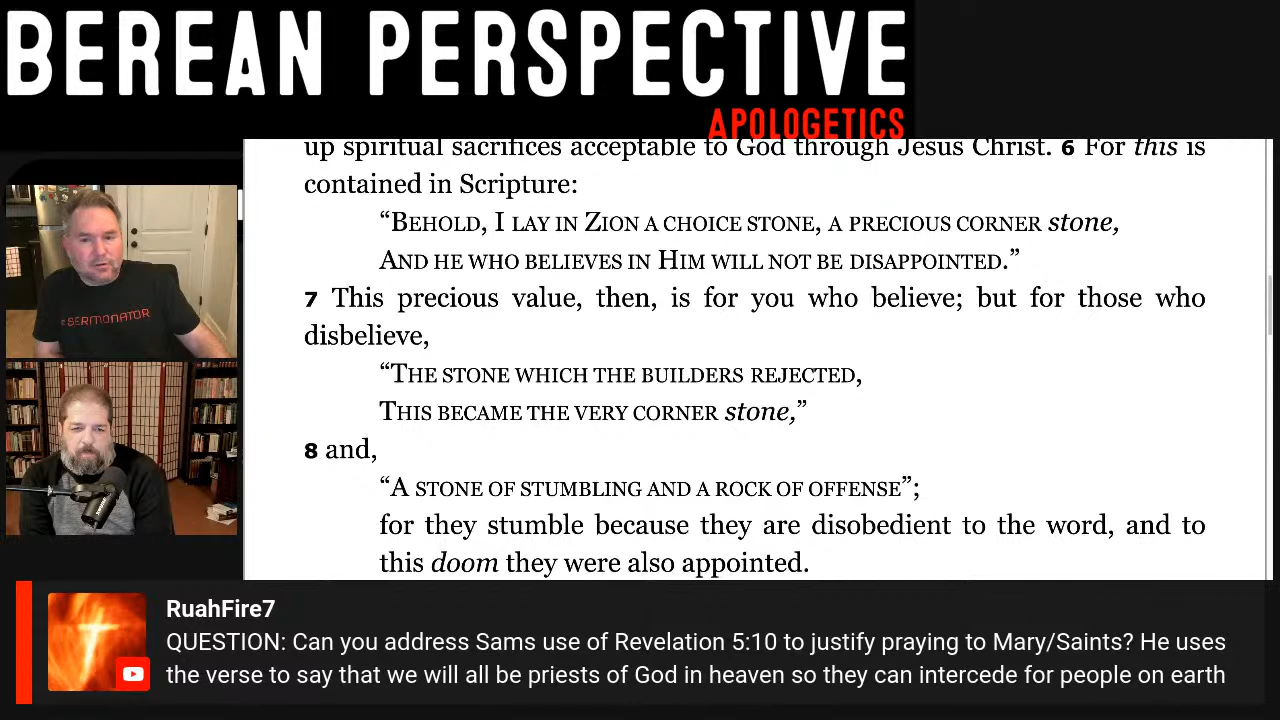 BEREAN PERSPECTIVE
APOLOGETICS
up spiritual sacrifices acceptable to God through Jesus Christ. 6 For this is
contained in Scripture:
“BEHOLD, I LAY IN ZION A CHOICE STONE, A PRECIOUS CORNER stone,
AND HE WHO BELIEVES IN HIM WILL NOT BE DISAPPOINTED.”
7 This precious value, then, is for you who believe; but for those who
disbelieve,
“THE STONE WHICH THE BUILDERS REJECTED,
THIS BECAME THE VERY CORNER stone,”
8 and,
“A STONE OF STUMBLING AND A ROCK OF OFFENSE”;
for they stumble because they are disobedient to the word, and to
this doom they were also appointed.
SERMONATOR
RuahFire7
QUESTION: Can you address Sams use of Revelation 5:10 to justify praying to Mary/Saints? He uses
the verse to say that we will all be priests of God in heaven so they can intercede for people on earth